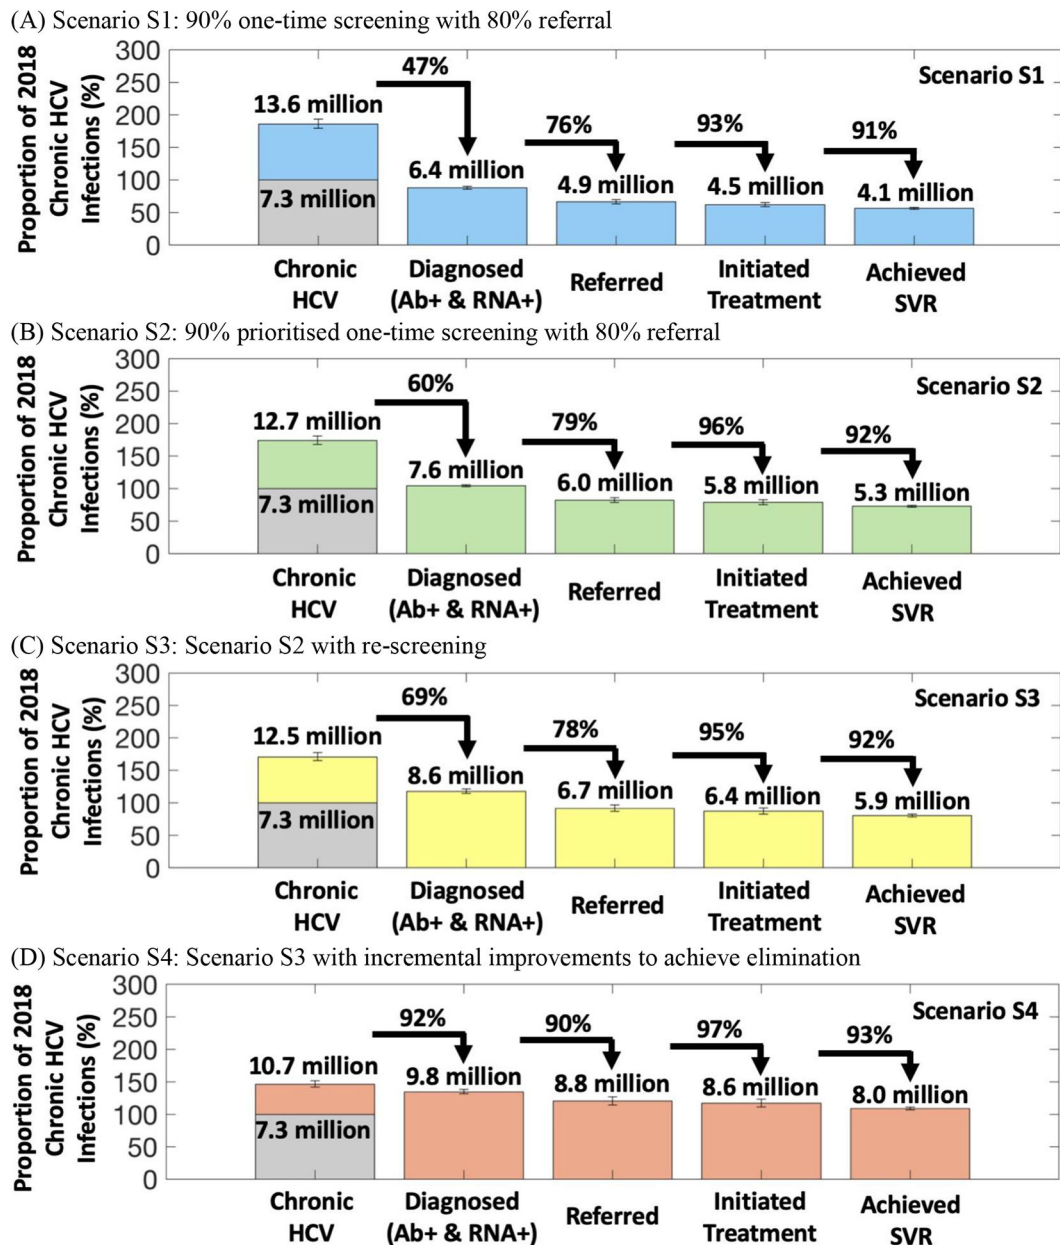 (A) Scenario S1: 90% one-time screening with 80% referral
Proportion of 2018
Chronic HCV
Infections (%)
300
250
200
150
100
50
0
Scenario S1
47%
76%
93%
91%
13.6 million
7.3 million
6.4 million
4.9 million
4.5 million
4.1 million
Chronic
HCV
Diagnosed
(Ab+ & RNA+)
Referred
Initiated
Treatment
Achieved
SVR
(B) Scenario S2: 90% prioritised one-time screening with 80% referral
Proportion of 2018
Chronic HCV
Infections (%)
300
250
200
150
100
50
0
Scenario S2
60%
79%
96%
92%
12.7 million
7.3 million
7.6 million
6.0 million
5.8 million
5.3 million
Chronic
HCV
Diagnosed
(Ab+ & RNA+)
Referred
Initiated
Treatment
Achieved
SVR
(C) Scenario S3: Scenario S2 with re-screening
Proportion of 2018
Chronic HCV
Infections (%)
300
250
200
150
100
50
0
Scenario S3
69%
78%
95%
92%
12.5 million
7.3 million
8.6 million
6.7 million
6.4 million
5.9 million
Chronic
HCV
Diagnosed
(Ab+ & RNA+)
Referred
Initiated
Treatment
Achieved
SVR
(D) Scenario S4: Scenario S3 with incremental improvements to achieve elimination
Proportion of 2018
Chronic HCV
Infections (%)
300
250
200
150
100
50
0
Scenario S4
92%
90%
97%
93%
10.7 million
7.3 million
9.8 million
8.8 million
8.6 million
8.0 million
Chronic
HCV
Diagnosed
(Ab+ & RNA+)
Referred
Initiated
Treatment
Achieved
SVR